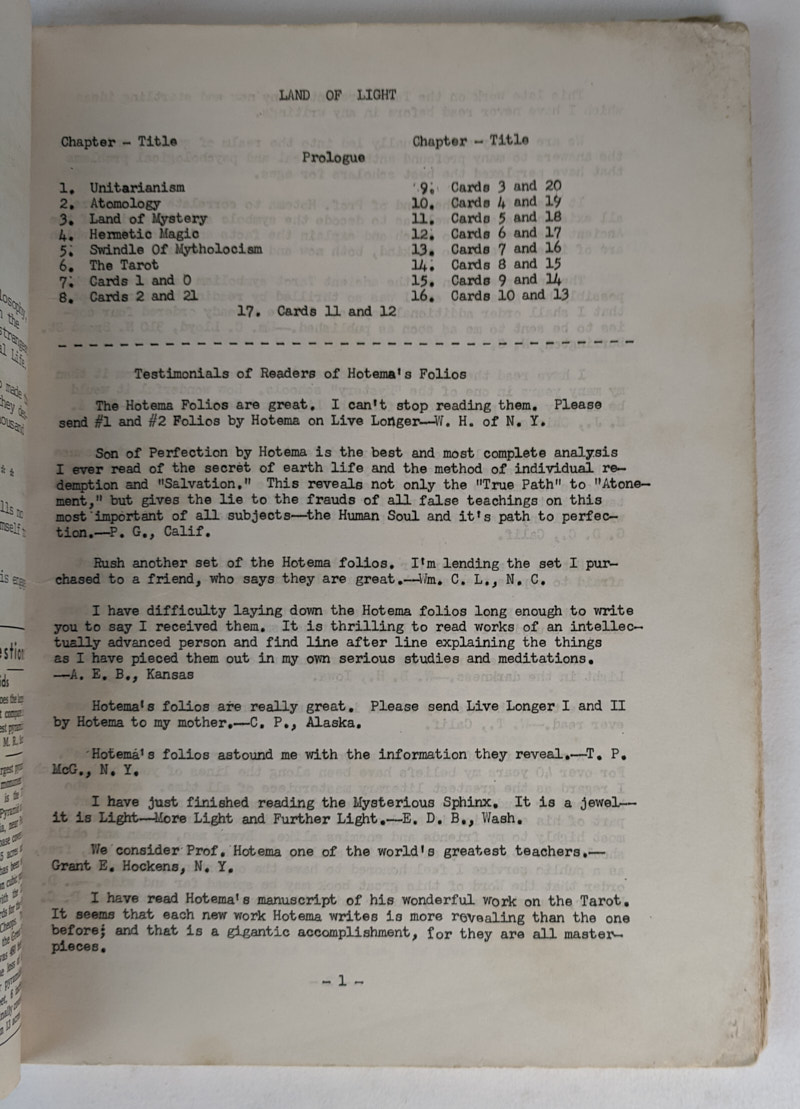 LAND OF LIGHT
Chapter - Title Chapter - Title
Prologue
1. Unitarianism 9. Cards 3 and 20
2. Atomology 10. Cards 4 and 19
3. Land of Mystery 11. Cards 5 and 18
4. Hermetic Magic 12. Cards 6 and 17
5. Swindle Of Mytholocism 13. Cards 7 and 16
6. The Tarot 14. Cards 8 and 15
7. Cards 1 and 0 15. Cards 9 and 14
8. Cards 2 and 21 16. Cards 10 and 13
17. Cards 11 and 12
Testimonials of Readers of Hotema's Folios
The Hotema Folios are great. I can't stop reading them. Please
send #1 and #2 Folios by Hotema on Live Longer—W. H. of N. Y.
Son of Perfection by Hotema is the best and most complete analysis
I ever read of the secret of earth life and the method of individual re-
demption and "Salvation." This reveals not only the "True Path" to "Atone-
ment," but gives the lie to the frauds of all false teachings on this
most important of all subjects—the Human Soul and it's path to perfec-
tion.—P. G., Calif.
Rush another set of the Hotema folios. I'm lending the set I pur-
chased to a friend, who says they are great.—Wm. C. L., N. C.
I have difficulty laying down the Hotema folios long enough to write
you to say I received them. It is thrilling to read works of an intellec-
tually advanced person and find line after line explaining the things
as I have pieced them out in my own serious studies and meditations.
—A. E. B., Kansas
Hotema's folios are really great. Please send Live Longer I and II
by Hotema to my mother.—C. P., Alaska.
Hotema's folios astound me with the information they reveal.—T. P.
McG., N. Y.
I have just finished reading the Mysterious Sphinx. It is a jewel—
it is Light—More Light and Further Light.—E. D. B., Wash.
We consider Prof. Hotema one of the world's greatest teachers.—
Grant E. Hockens, N. Y.
I have read Hotema's manuscript of his wonderful work on the Tarot.
It seems that each new work Hotema writes is more revealing than the one
before; and that is a gigantic accomplishment, for they are all master-
pieces.
- 1 -